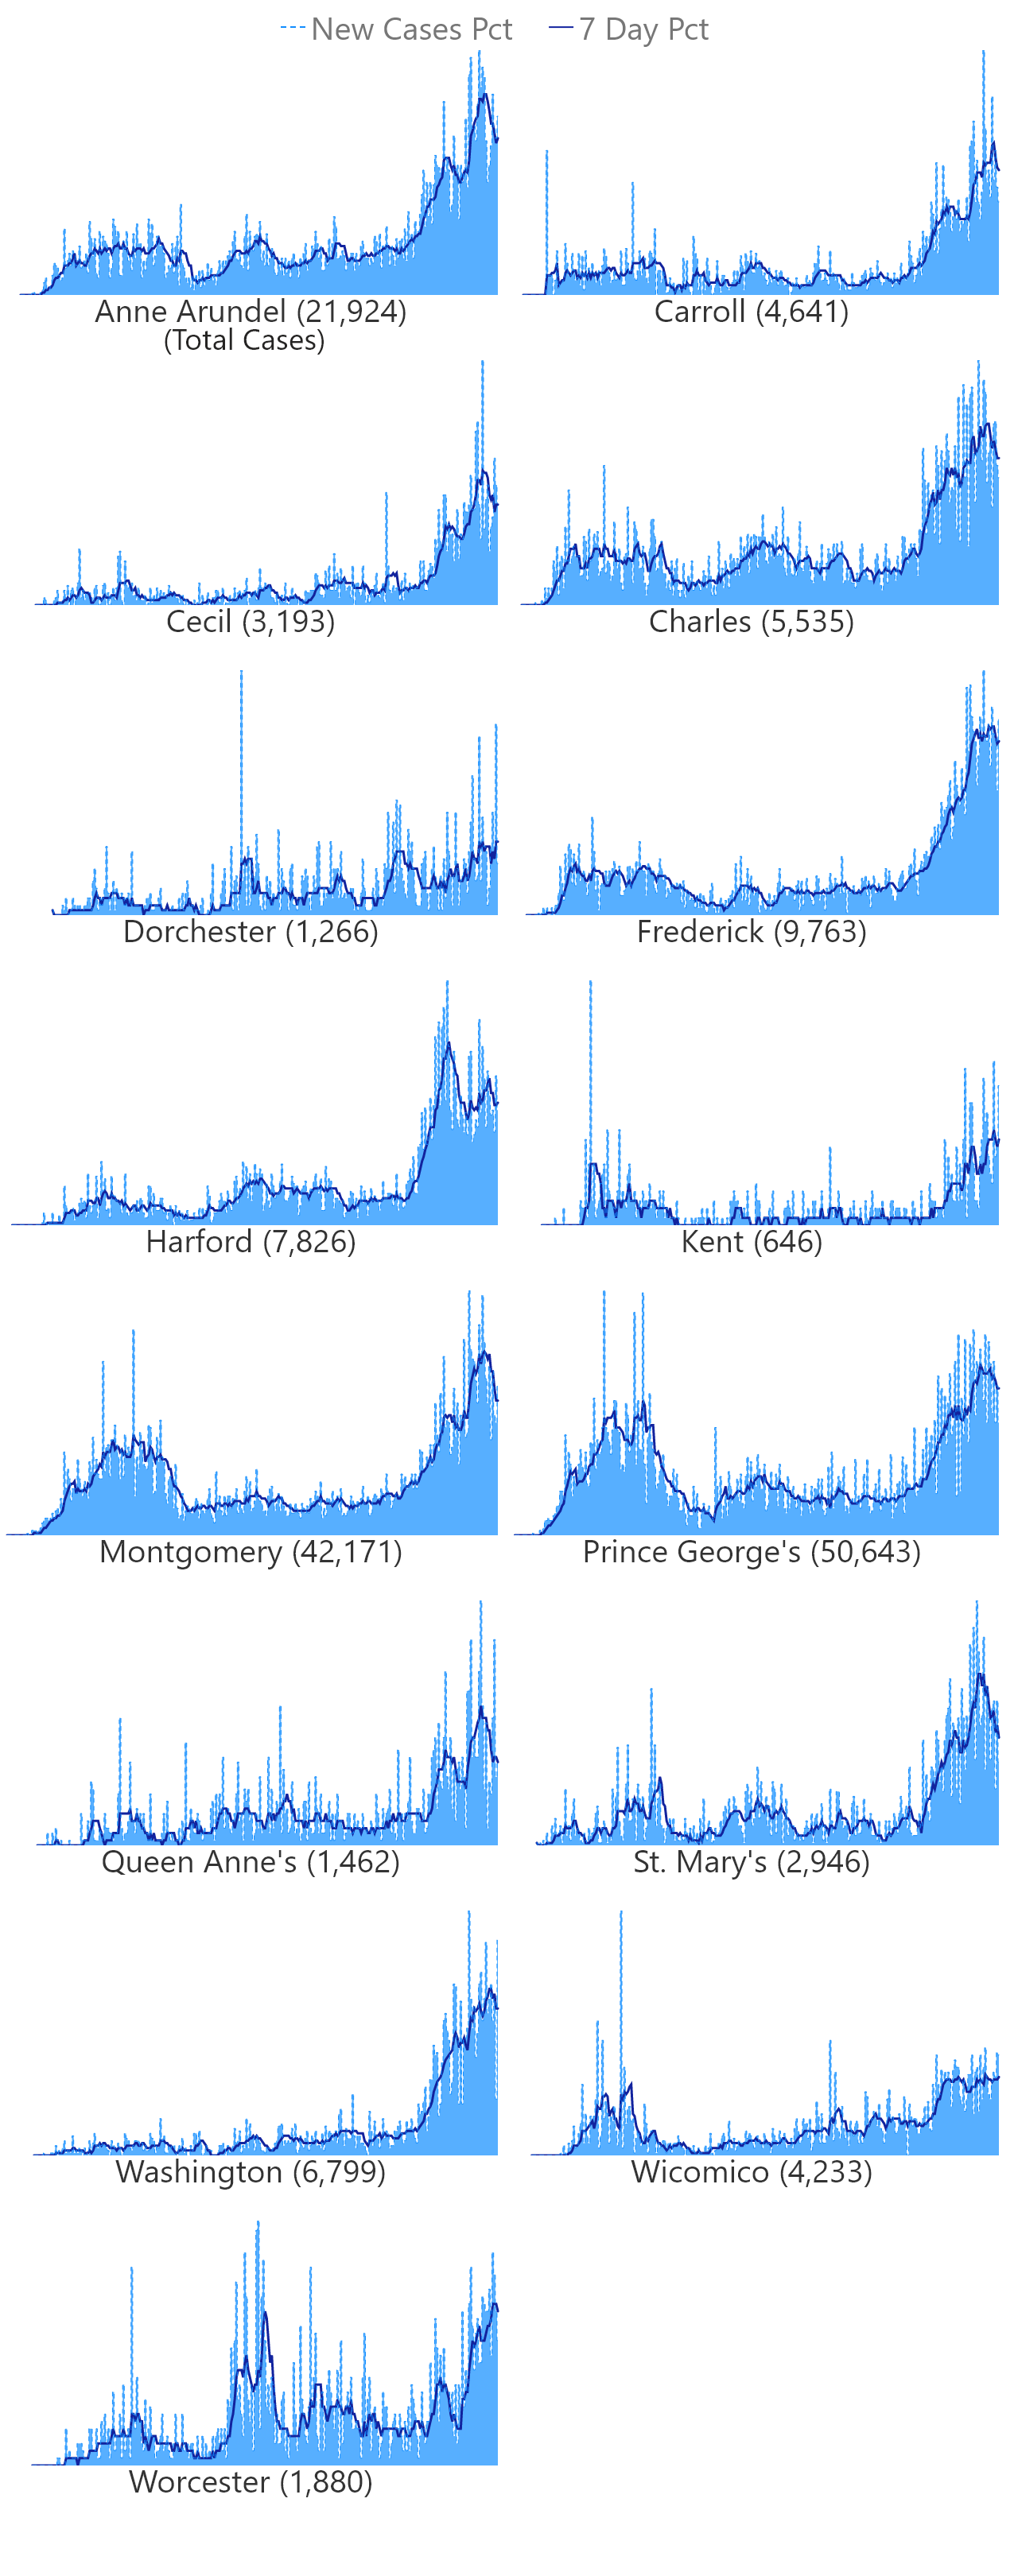 New Cases Pct 7 Day Pct
Anne Arundel (21,924) Carroll (4,641)
(Total Cases)
Cecil (3,193) Charles (5,535)
Dorchester (1,266) Frederick (9,763)
Harford (7,826) Kent (646)
Montgomery (42,171) Prince George's (50,643)
Queen Anne's (1,462) St. Mary's (2,946)
Washington (6,799) Wicomico (4,233)
Worcester (1,880)